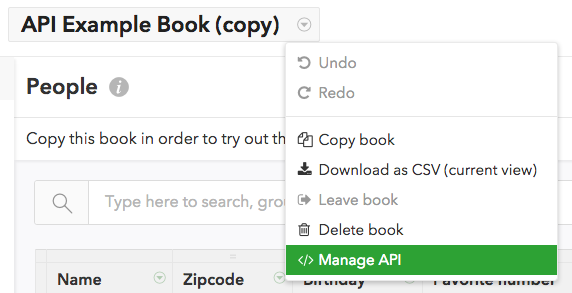 API Example Book (copy)
Undo
People
Redo
Copy this book in order to try out th
Copy book
Download as CSV (current view)
Type here to search, grou
Leave book
Delete book
Manage API
Name Zipcode Birthday Favorite number